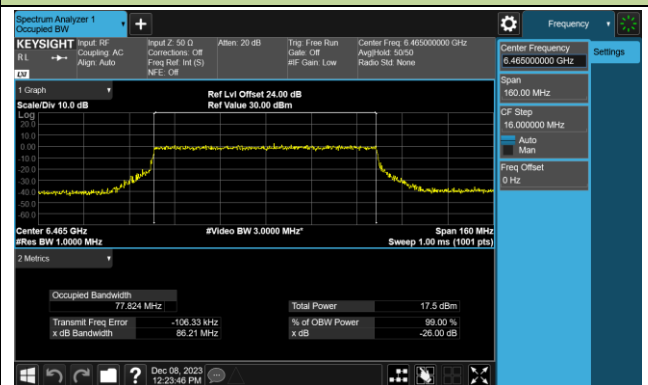 Spectrum Analyzer 1
Occupied BW
+
Frequency
KEYSIGHT
RL
LXI
Input: RF
Coupling: AC
Align: Auto
Input Z: 50 Ω
Corrections: Off
Freq Ref: Int (S)
NFE: Off
Atten: 20 dB
Trig: Free Run
Gate: Off
#IF Gain: Low
Center Freq: 6.465000000 GHz
Avg|Hold: 50/50
Radio Std: None
Center Frequency
6.465000000 GHz
Settings
Span
160.00 MHz
CF Step
16.000000 MHz
Auto
Man
Freq Offset
0 Hz
1 Graph
Scale/Div 10.0 dB
Ref Lvl Offset 24.00 dB
Ref Value 30.00 dBm
Log
20.0
10.0
0.00
-10.0
-20.0
-30.0
-40.0
-50.0
-60.0
Center 6.465 GHz
#Video BW 3.0000 MHz*
Span 160 MHz
#Res BW 1.0000 MHz
Sweep 1.00 ms (1001 pts)
2 Metrics
Occupied Bandwidth
77.824 MHz
Total Power 17.5 dBm
Transmit Freq Error -106.33 kHz
% of OBW Power 99.00 %
x dB Bandwidth 86.21 MHz
x dB -26.00 dB
?
Dec 08, 2023
12:23:46 PM